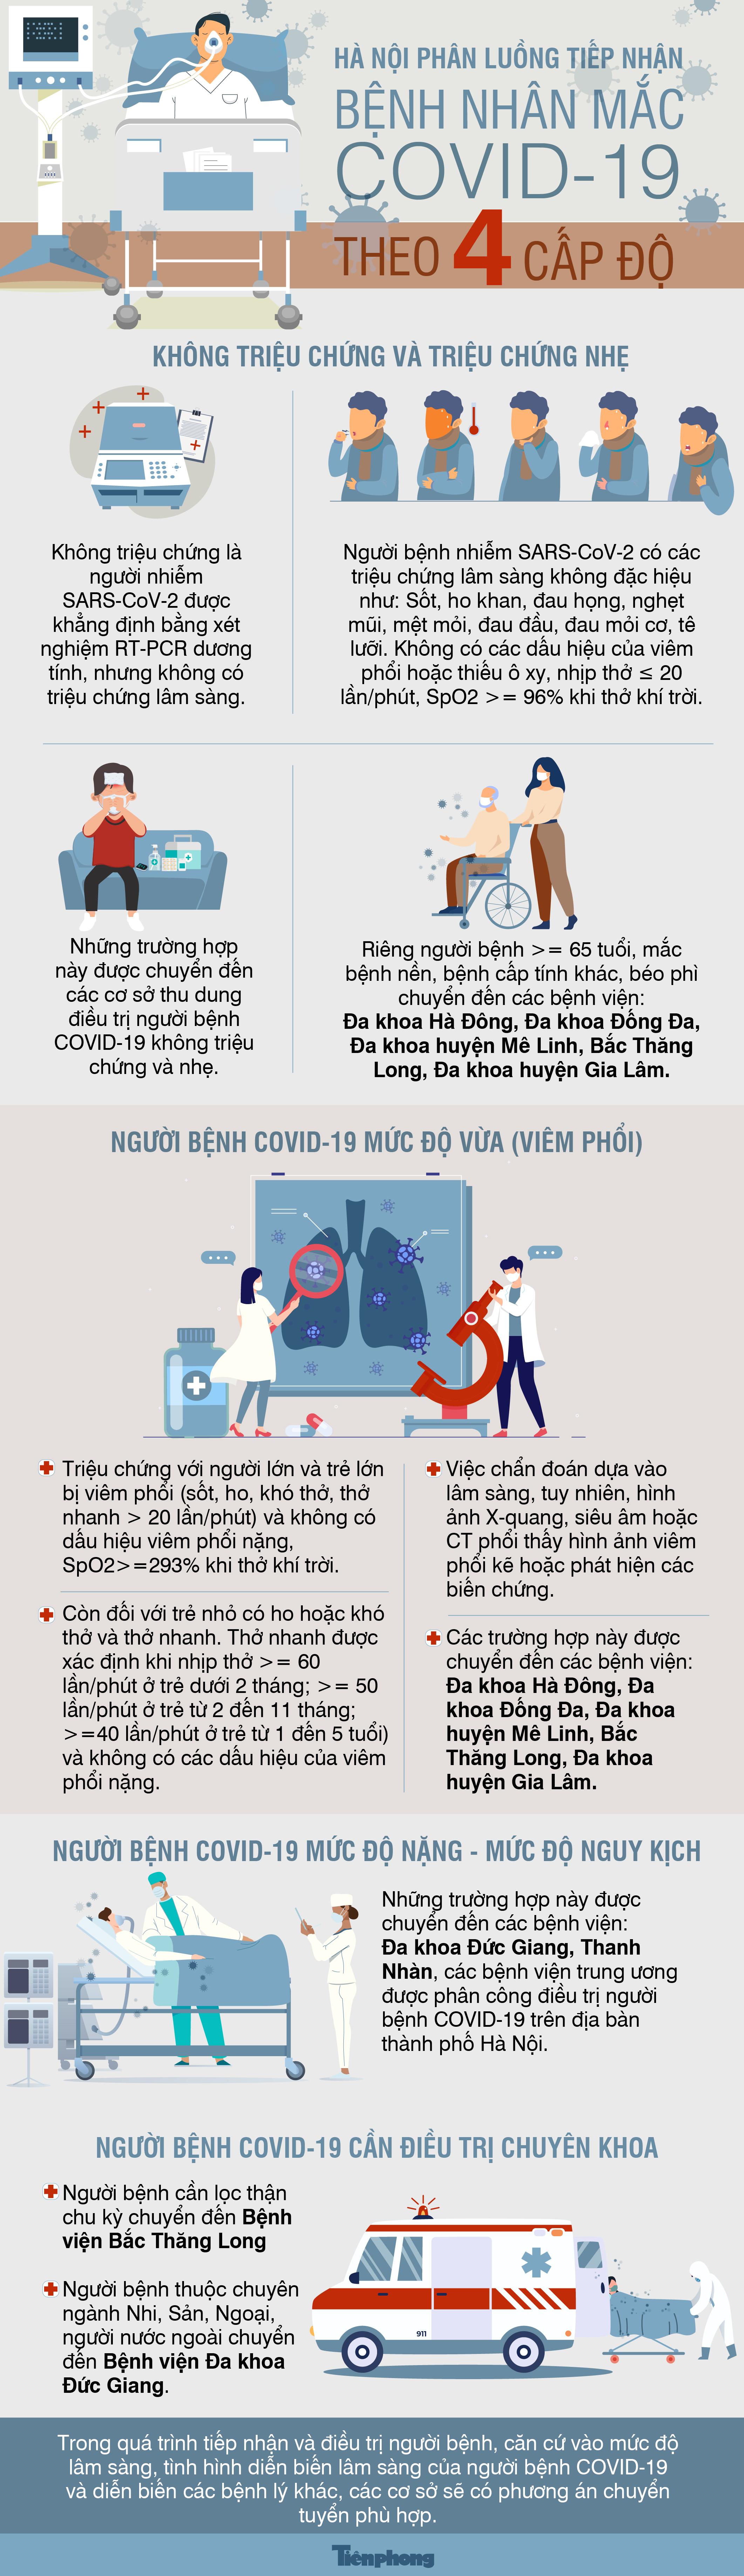 HÀ NỘI PHÂN LUỒNG TIẾP NHẬN
BỆNH NHÂN MẮC
COVID-19
THEO 4 CẤP ĐỘ
KHÔNG TRIỆU CHỨNG VÀ TRIỆU CHỨNG NHẸ
Không triệu chứng là
người nhiễm
SARS-CoV-2 được
khẳng định bằng xét
nghiệm RT-PCR dương
tính, nhưng không có
triệu chứng lâm sàng.
Người bệnh nhiễm SARS-CoV-2 có các
triệu chứng lâm sàng không đặc hiệu
như: Sốt, ho khan, đau họng, nghẹt
mũi, mệt mỏi, đau đầu, đau mỏi cơ, tê
lưỡi. Không có các dấu hiệu của viêm
phổi hoặc thiếu ô xy, nhịp thở ≤ 20
lần/phút, SpO2 >= 96% khi thở khí trời.
Những trường hợp
này được chuyển đến
các cơ sở thu dung
điều trị người bệnh
COVID-19 không triệu
chứng và nhẹ.
Riêng người bệnh >= 65 tuổi, mắc
bệnh nền, bệnh cấp tính khác, béo phì
chuyển đến các bệnh viện:
Đa khoa Hà Đông, Đa khoa Đống Đa,
Đa khoa huyện Mê Linh, Bắc Thăng
Long, Đa khoa huyện Gia Lâm.
NGƯỜI BỆNH COVID-19 MỨC ĐỘ VỪA (VIÊM PHỔI)
Triệu chứng với người lớn và trẻ lớn
bị viêm phổi (sốt, ho, khó thở, thở
nhanh > 20 lần/phút) và không có
dấu hiệu viêm phổi nặng,
SpO2>=293% khi thở khí trời.
Còn đối với trẻ nhỏ có ho hoặc khó
thở và thở nhanh. Thở nhanh được
xác định khi nhịp thở >= 60
lần/phút ở trẻ dưới 2 tháng; >= 50
lần/phút ở trẻ từ 2 đến 11 tháng;
>=40 lần/phút ở trẻ từ 1 đến 5 tuổi)
và không có các dấu hiệu của viêm
phổi nặng.
Việc chẩn đoán dựa vào
lâm sàng, tuy nhiên, hình
ảnh X-quang, siêu âm hoặc
CT phổi thấy hình ảnh viêm
phổi kẽ hoặc phát hiện các
biến chứng.
Các trường hợp này được
chuyển đến các bệnh viện:
Đa khoa Hà Đông, Đa
khoa Đống Đa, Đa khoa
huyện Mê Linh, Bắc
Thăng Long, Đa khoa
huyện Gia Lâm.
NGƯỜI BỆNH COVID-19 MỨC ĐỘ NẶNG - MỨC ĐỘ NGUY KỊCH
Những trường hợp này được
chuyển đến các bệnh viện:
Đa khoa Đức Giang, Thanh
Nhàn, các bệnh viện trung ương
được phân công điều trị người
bệnh COVID-19 trên địa bàn
thành phố Hà Nội.
NGƯỜI BỆNH COVID-19 CẦN ĐIỀU TRỊ CHUYÊN KHOA
Người bệnh cần lọc thận
chu kỳ chuyển đến Bệnh
viện Bắc Thăng Long
Người bệnh thuộc chuyên
ngành Nhi, Sản, Ngoại,
người nước ngoài chuyển
đến Bệnh viện Đa khoa
Đức Giang.
911
Trong quá trình tiếp nhận và điều trị người bệnh, căn cứ vào mức độ
lâm sàng, tình hình diễn biến lâm sàng của người bệnh COVID-19
và diễn biến các bệnh lý khác, các cơ sở sẽ có phương án chuyển
tuyến phù hợp.
Tiênphong